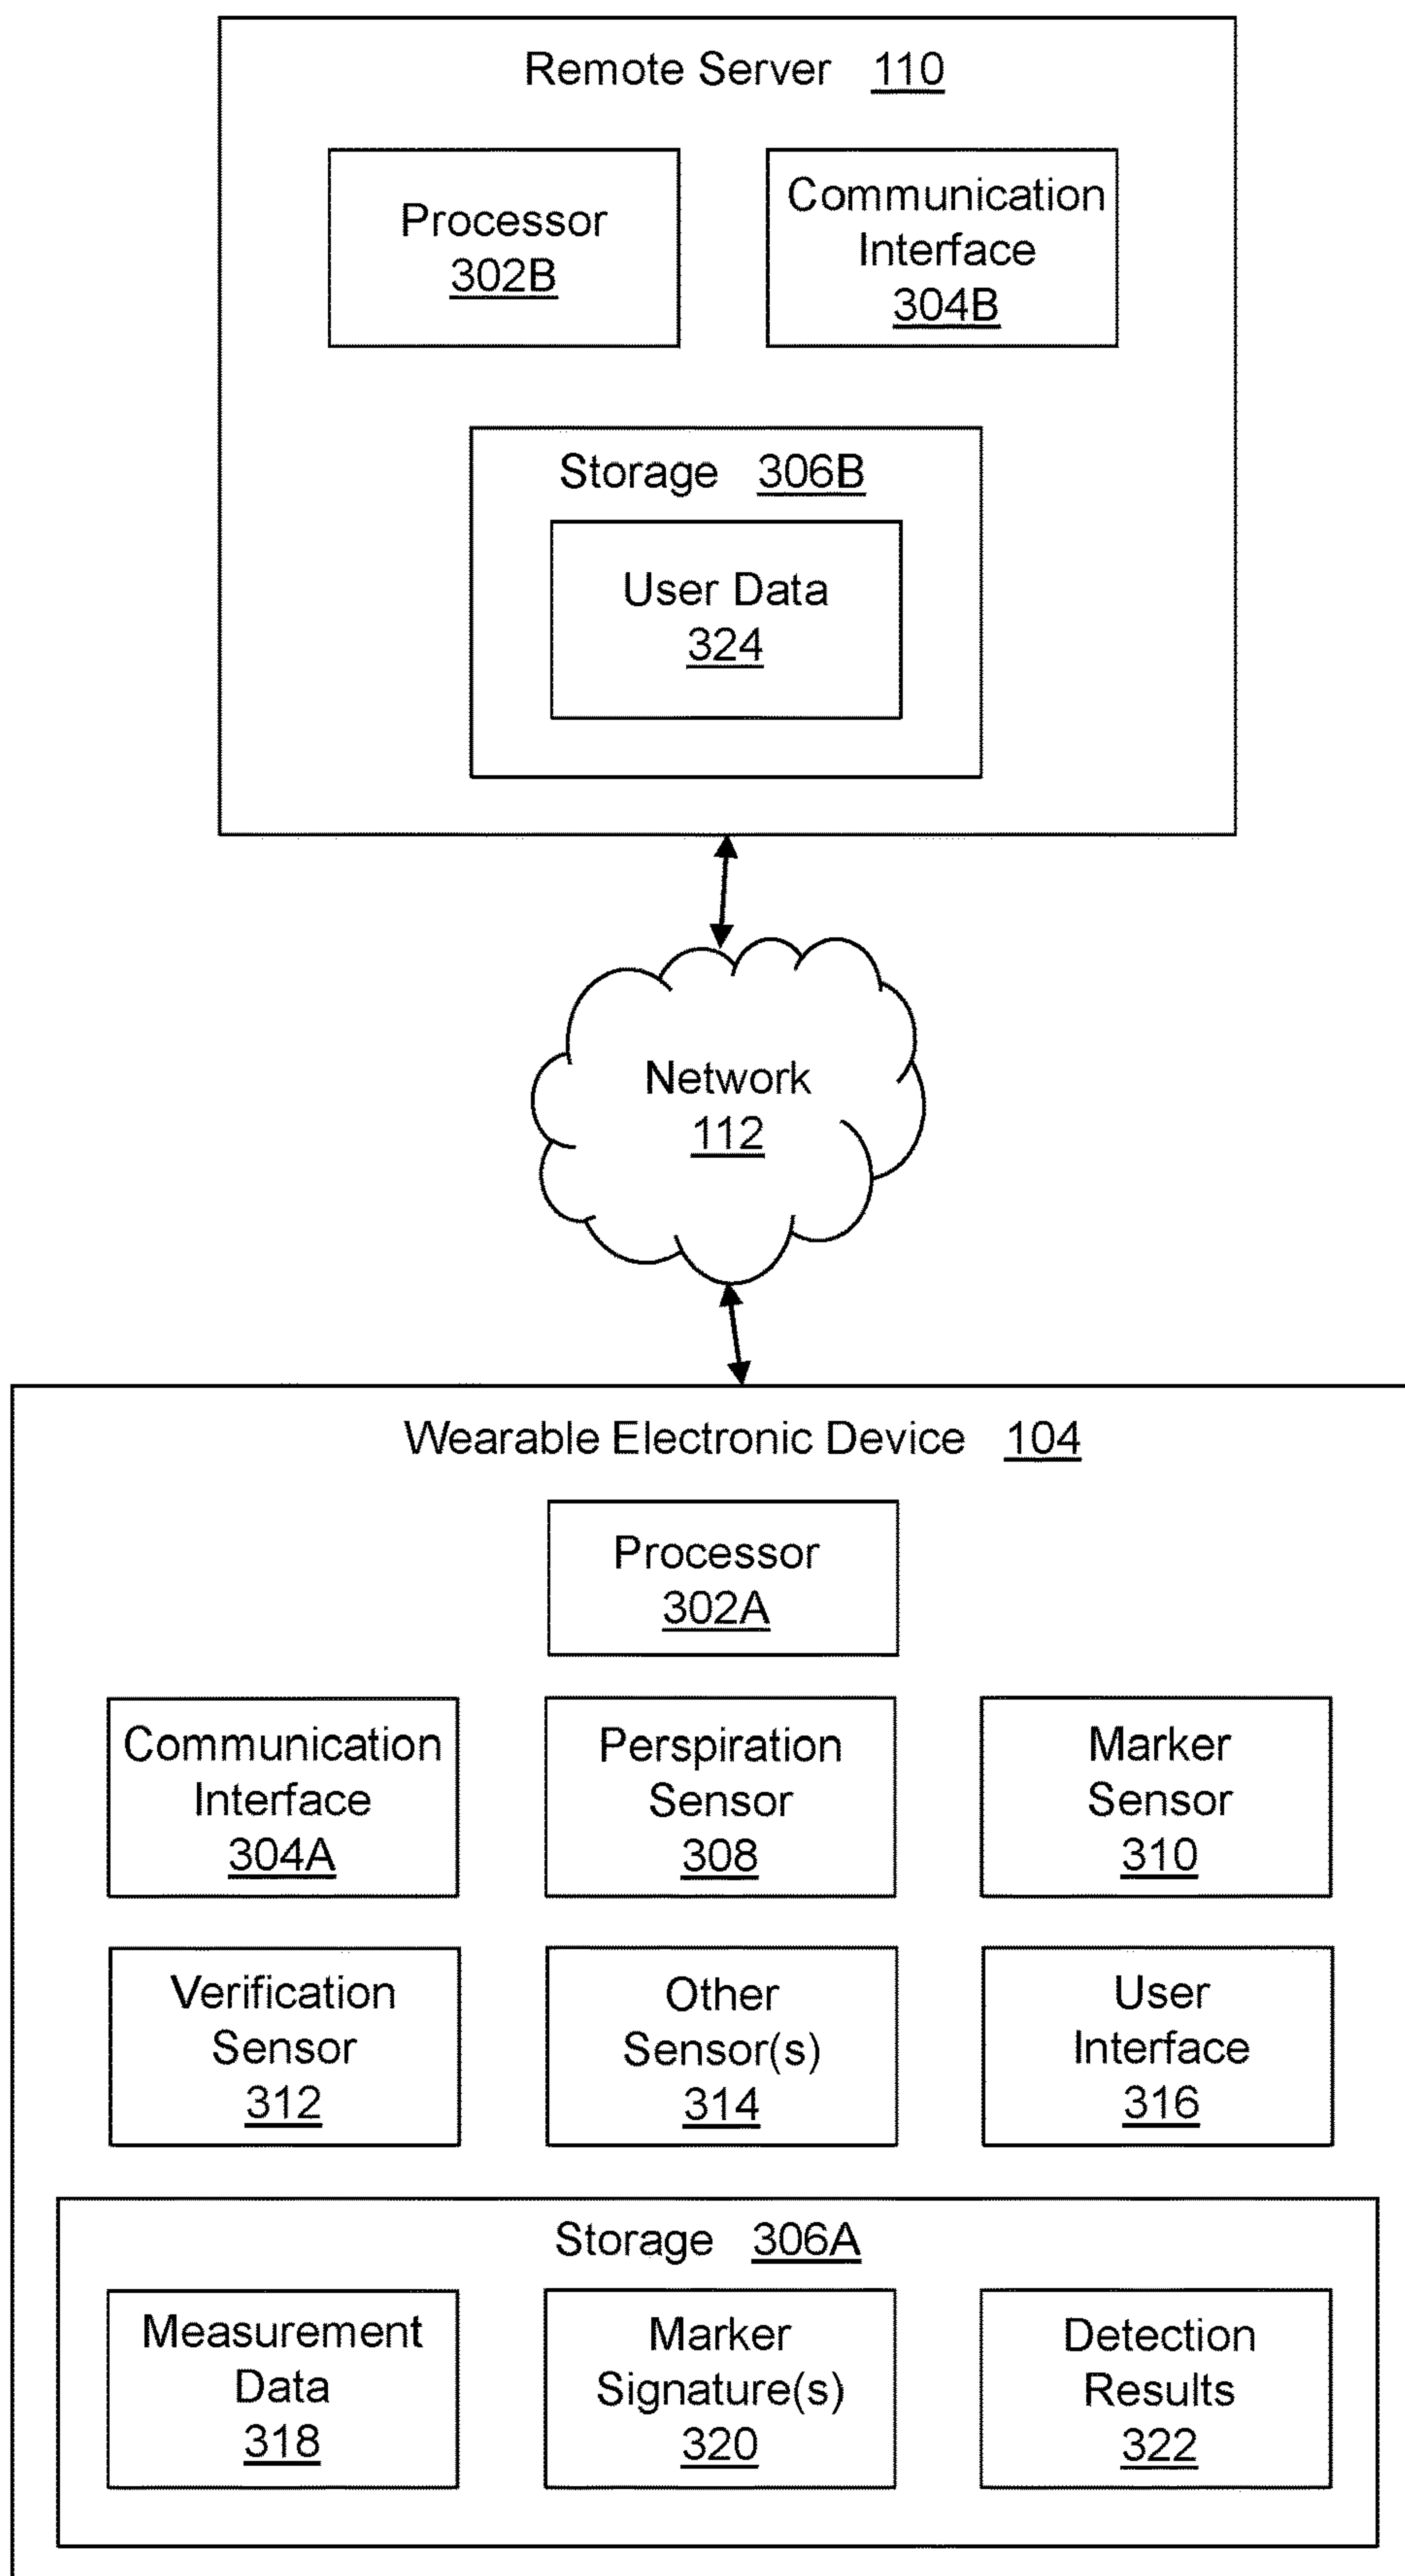 Remote Server 110
Processor
302B
Communication
Interface
304B
Storage 306B
User Data
324
Network
112
Wearable Electronic Device 104
Processor
302A
Communication
Interface
304A
Perspiration
Sensor
308
Marker
Sensor
310
Verification
Sensor
312
Other
Sensor(s)
314
User
Interface
316
Storage 306A
Measurement
Data
318
Marker
Signature(s)
320
Detection
Results
322